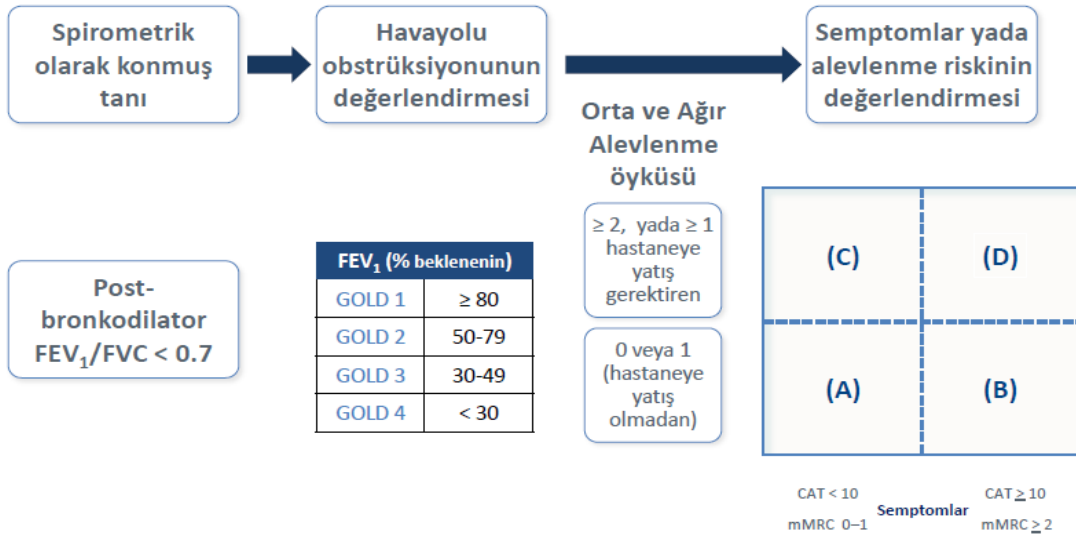 Spirometrik
olarak konmuş
tanı
Havayolu
obstrüksiyonunun
değerlendirmesi
Semptomlar yada
alevlenme riskinin
değerlendirmesi
Orta ve Ağır
Alevlenme
öyküsü
Post-
bronkodilator
FEV₁/FVC < 0.7
FEV₁ (% beklenenin)
GOLD 1 ≥ 80
GOLD 2 50-79
GOLD 3 30-49
GOLD 4 < 30
≥ 2, yada ≥ 1
hastaneye
yatış
gerektiren
0 veya 1
(hastaneye
yatış
olmadan)
(C) (D)
(A) (B)
CAT < 10
mMRC 0–1
Semptomlar
CAT ≥ 10
mMRC ≥ 2